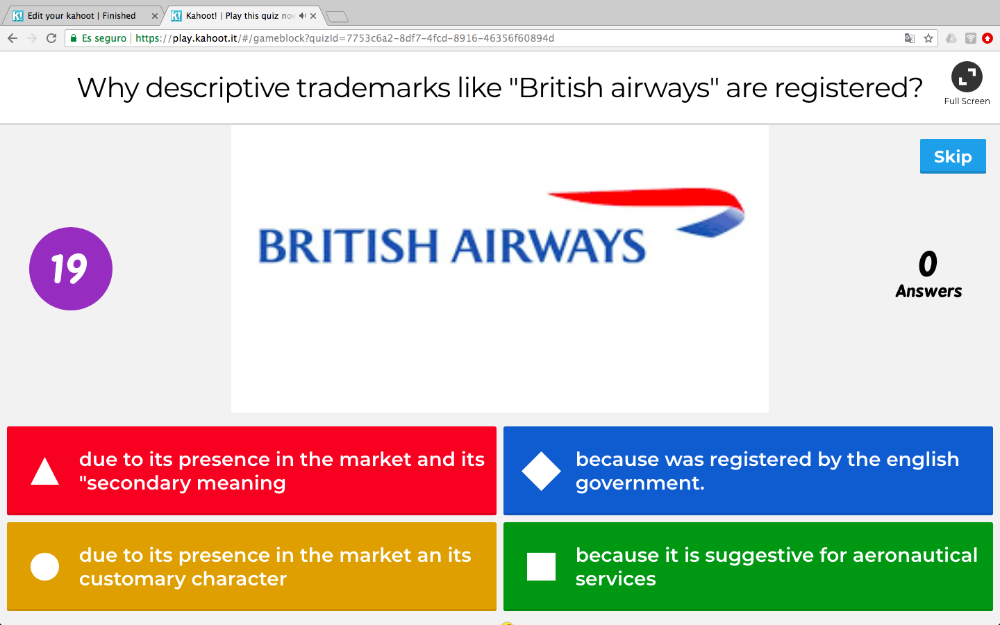 Edit your kahoot | Finished
Kahoot! | Play this quiz now
Es seguro
https://play.kahoot.it/#/gameblock?quizId=7753c6a2-8df7-4fcd-8916-46356f60894d
Why descriptive trademarks like "British airways" are registered?
Full Screen
Skip
BRITISH AIRWAYS
19
0
Answers
due to its presence in the market and its
"secondary meaning
because was registered by the english
government.
due to its presence in the market an its
customary character
because it is suggestive for aeronautical
services